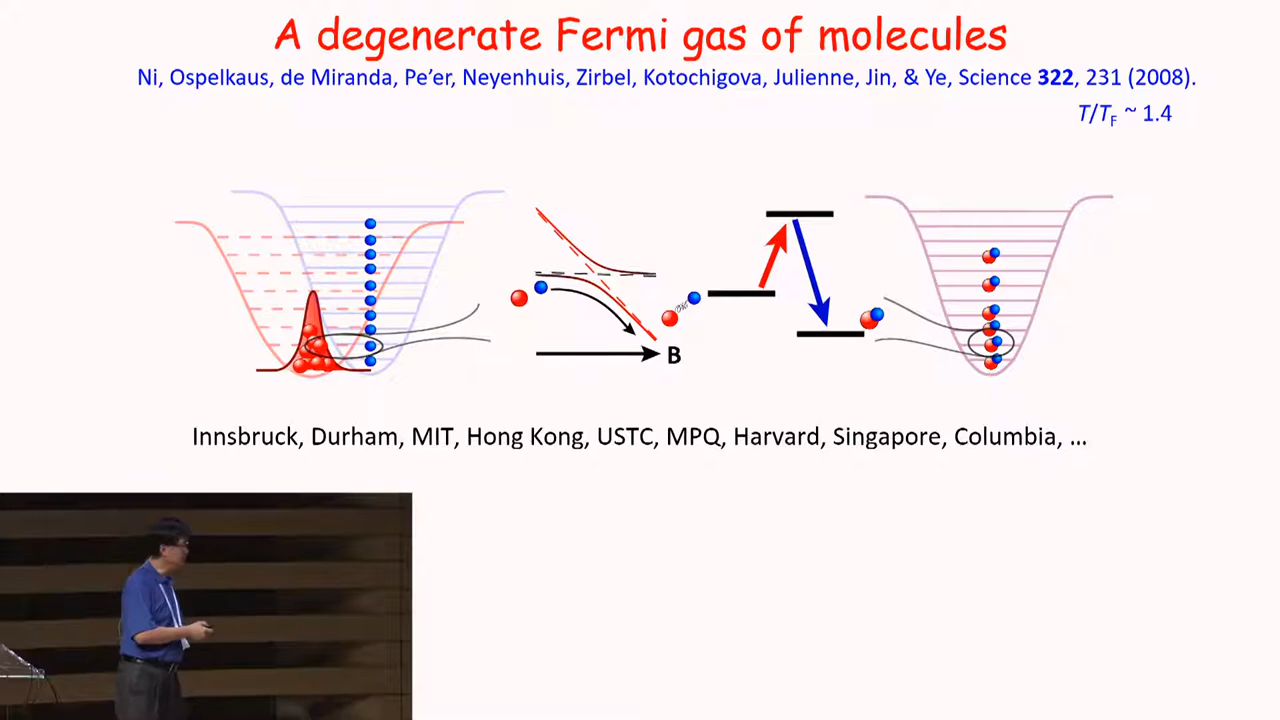 A degenerate Fermi gas of molecules
Ni, Ospelkaus, de Miranda, Pe’er, Neyenhuis, Zirbel, Kotochigova, Julienne, Jin, & Ye, Science 322, 231 (2008).
T/TF ~ 1.4
B
Innsbruck, Durham, MIT, Hong Kong, USTC, MPQ, Harvard, Singapore, Columbia, ...